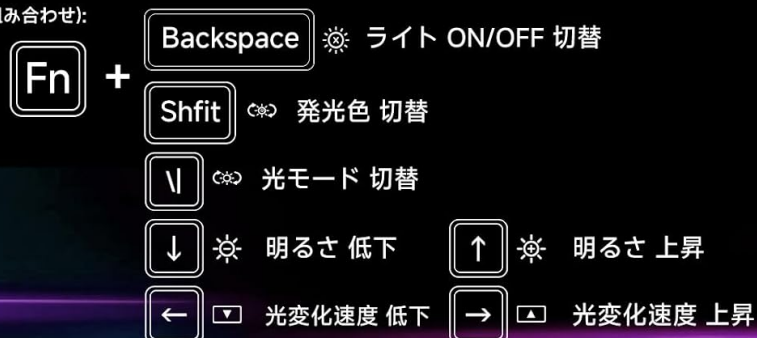 み合わせ):
Fn + Backspace ライト ON/OFF 切替
Shfit 発光色 切替
\| 光モード 切替
↓ 明るさ 低下 ↑ 明るさ 上昇
← 光変化速度 低下 → 光変化速度 上昇